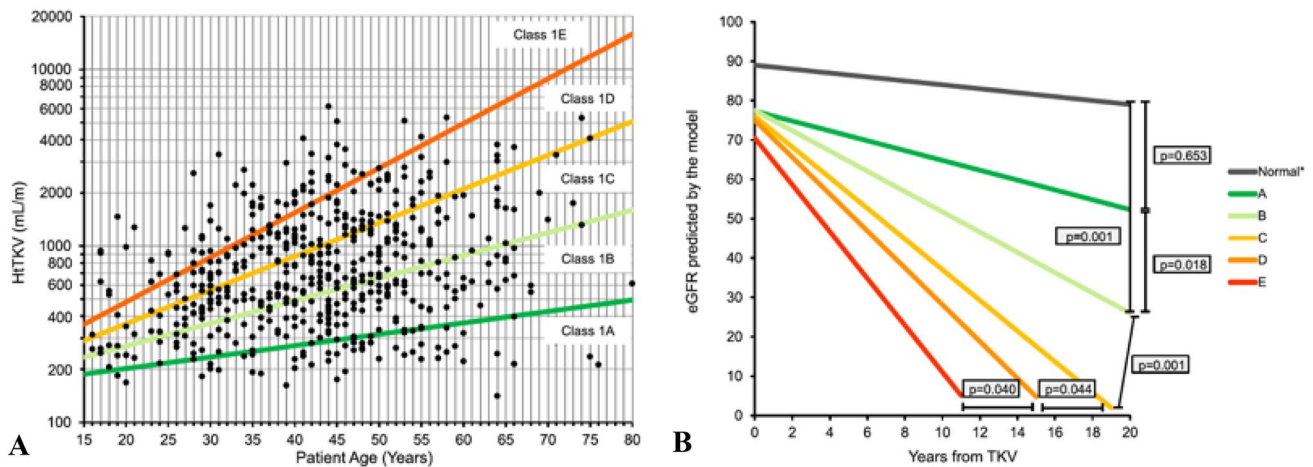 20000
10000
8000
6000
4000
2000
1000
800
600
400
200
100
HtTKV (mL/m)
Class 1E
Class 1D
Class 1C
Class 1B
Class 1A
15 20 25 30 35 40 45 50 55 60 65 70 75 80
Patient Age (Years)
A
100
90
80
70
60
50
40
30
20
10
0
eGFR predicted by the model
p=0.653
p=0.001
p=0.018
p=0.001
p=0.040
p=0.044
0 2 4 6 8 10 12 14 16 18 20
Years from TKV
Normal*
A
B
C
D
E
B